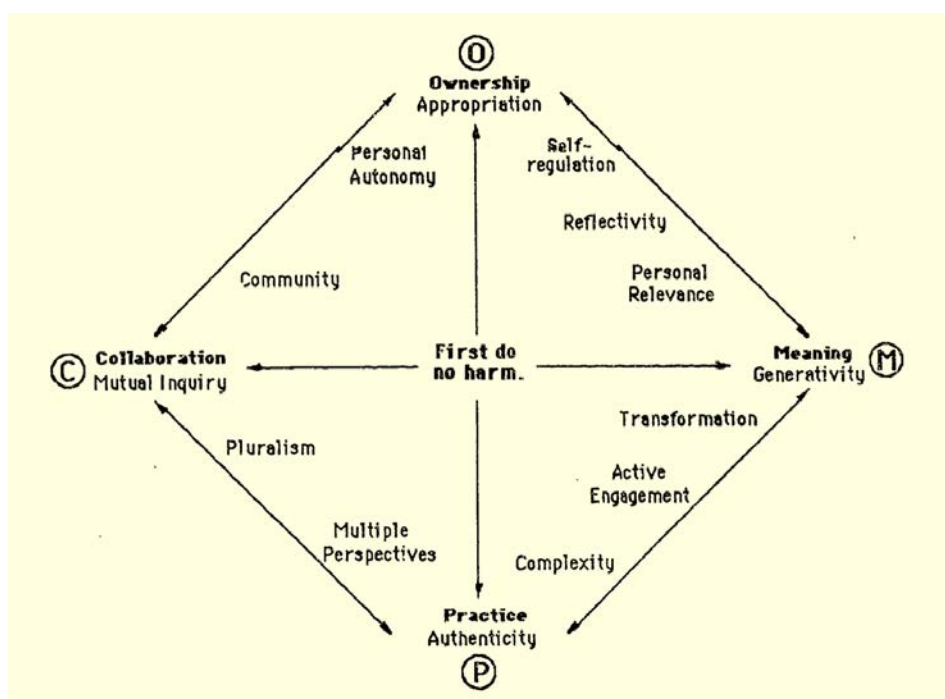 O
Ownership
Appropriation
Personal
Autonomy
Self-
regulation
Reflectivity
Community
Personal
Relevance
C
Collaboration
Mutual Inquiry
First do
no harm.
Meaning
Generativity
M
Transformation
Pluralism
Active
Engagement
Multiple
Perspectives
Complexity
Practice
Authenticity
P